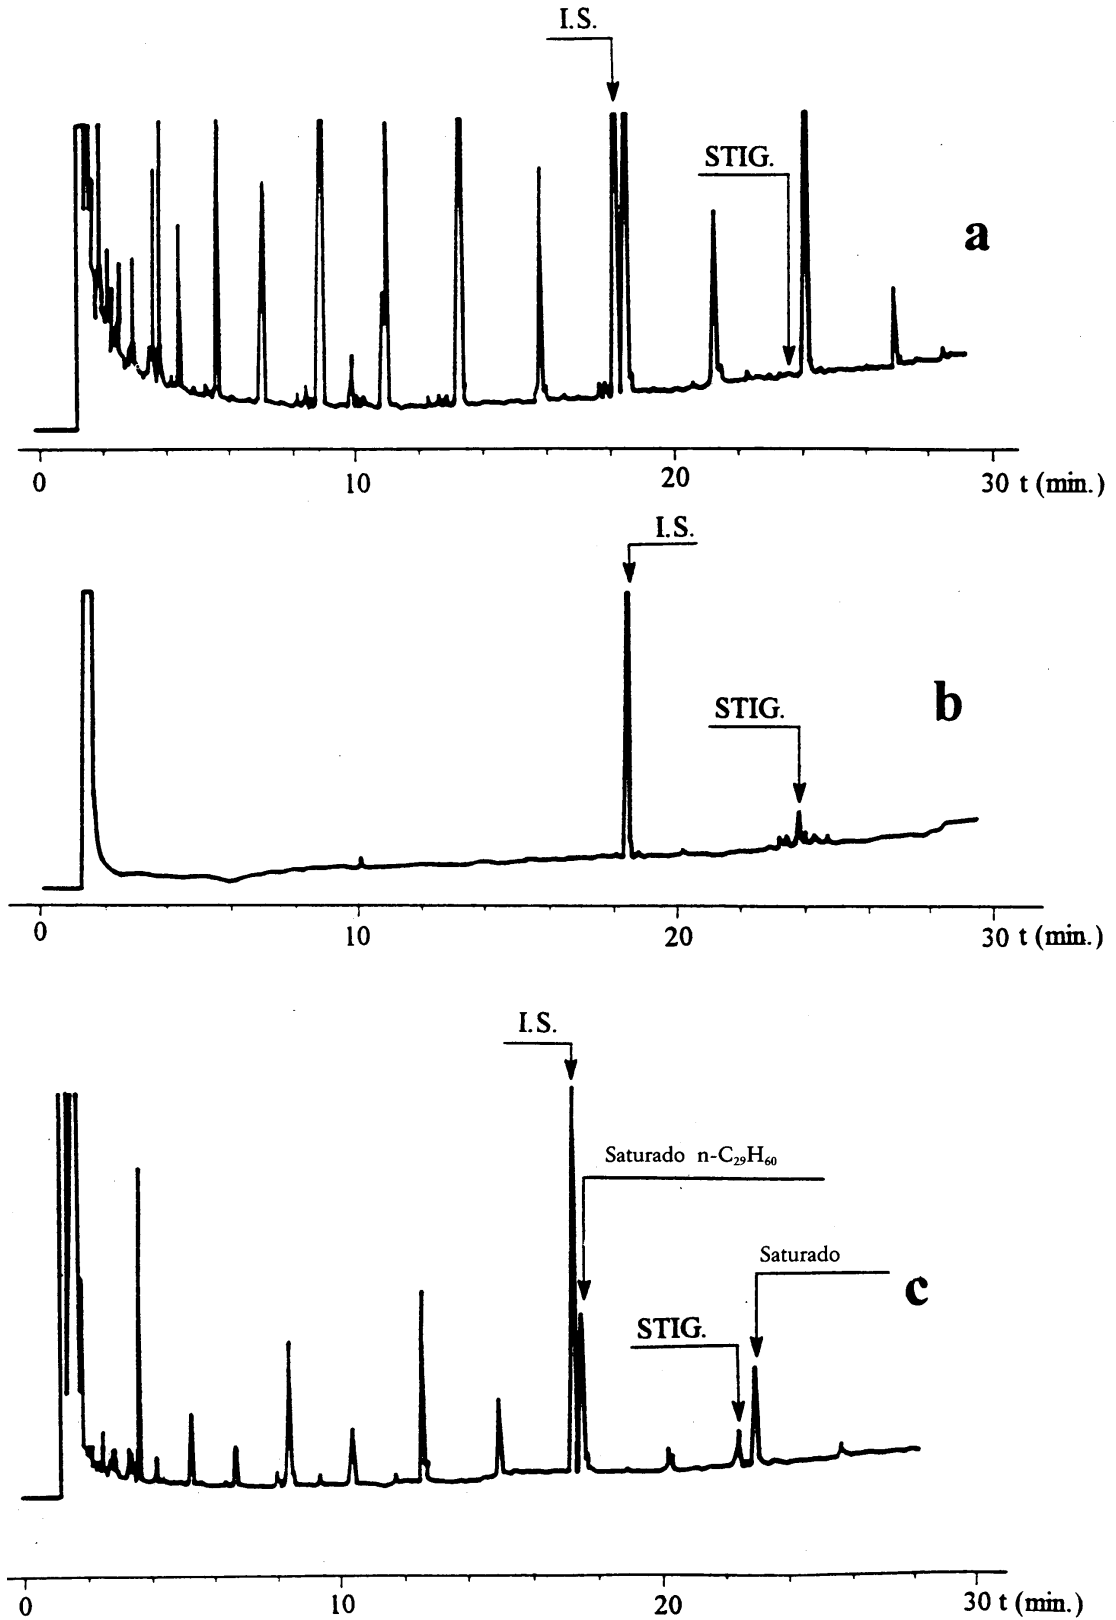 I.S.
STIG.
a
0 10 20 30 t (min.)
I.S.
STIG.
b
0 10 20 30 t (min.)
I.S.
Saturado n-C₂₉H₆₀
Saturado
STIG.
c
0 10 20 30 t (min.)